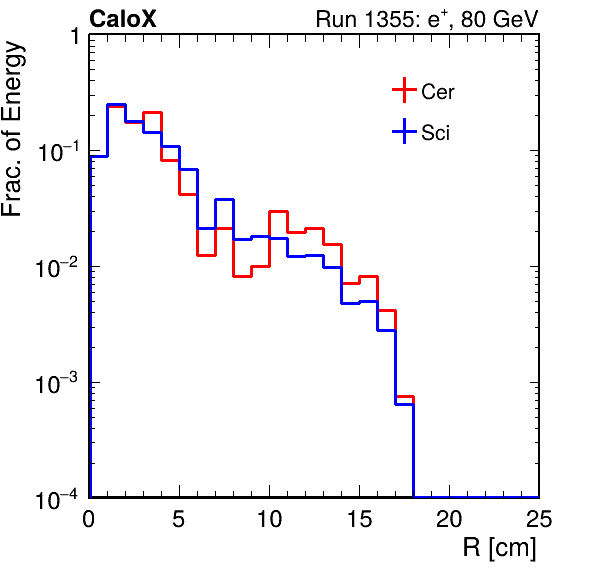 CaloX Run 1355: e⁺, 80 GeV
Frac. of Energy
1
10⁻¹
10⁻²
10⁻³
10⁻⁴
Cer
Sci
0 5 10 15 20 25
R [cm]